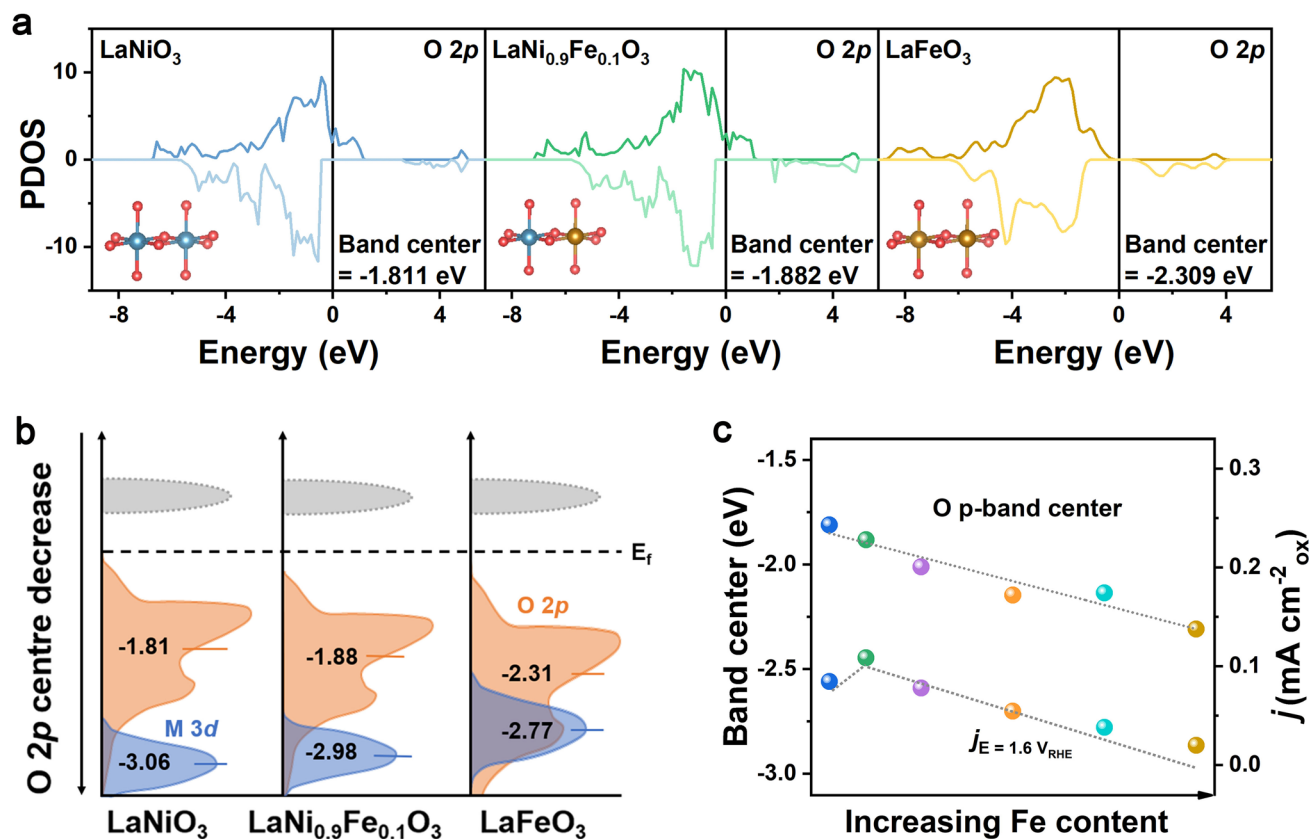 a
LaNiO3 O 2p LaNi0.9Fe0.1O3 O 2p LaFeO3 O 2p
10
0
-10
PDOS
Band center
= -1.811 eV
Band center
= -1.882 eV
Band center
= -2.309 eV
-8 -4 0 4 -8 -4 0 4 -8 -4 0 4
Energy (eV) Energy (eV) Energy (eV)
b
O 2p centre decrease
Ef
O 2p
-1.81
-1.88
-2.31
M 3d
-3.06
-2.98
-2.77
LaNiO3 LaNi0.9Fe0.1O3 LaFeO3
c
Band center (eV)
-1.5
-2.0
-2.5
-3.0
O p-band center
jE = 1.6 VRHE
0.3
0.2
0.1
0.0
j (mA cm-2ox)
Increasing Fe content